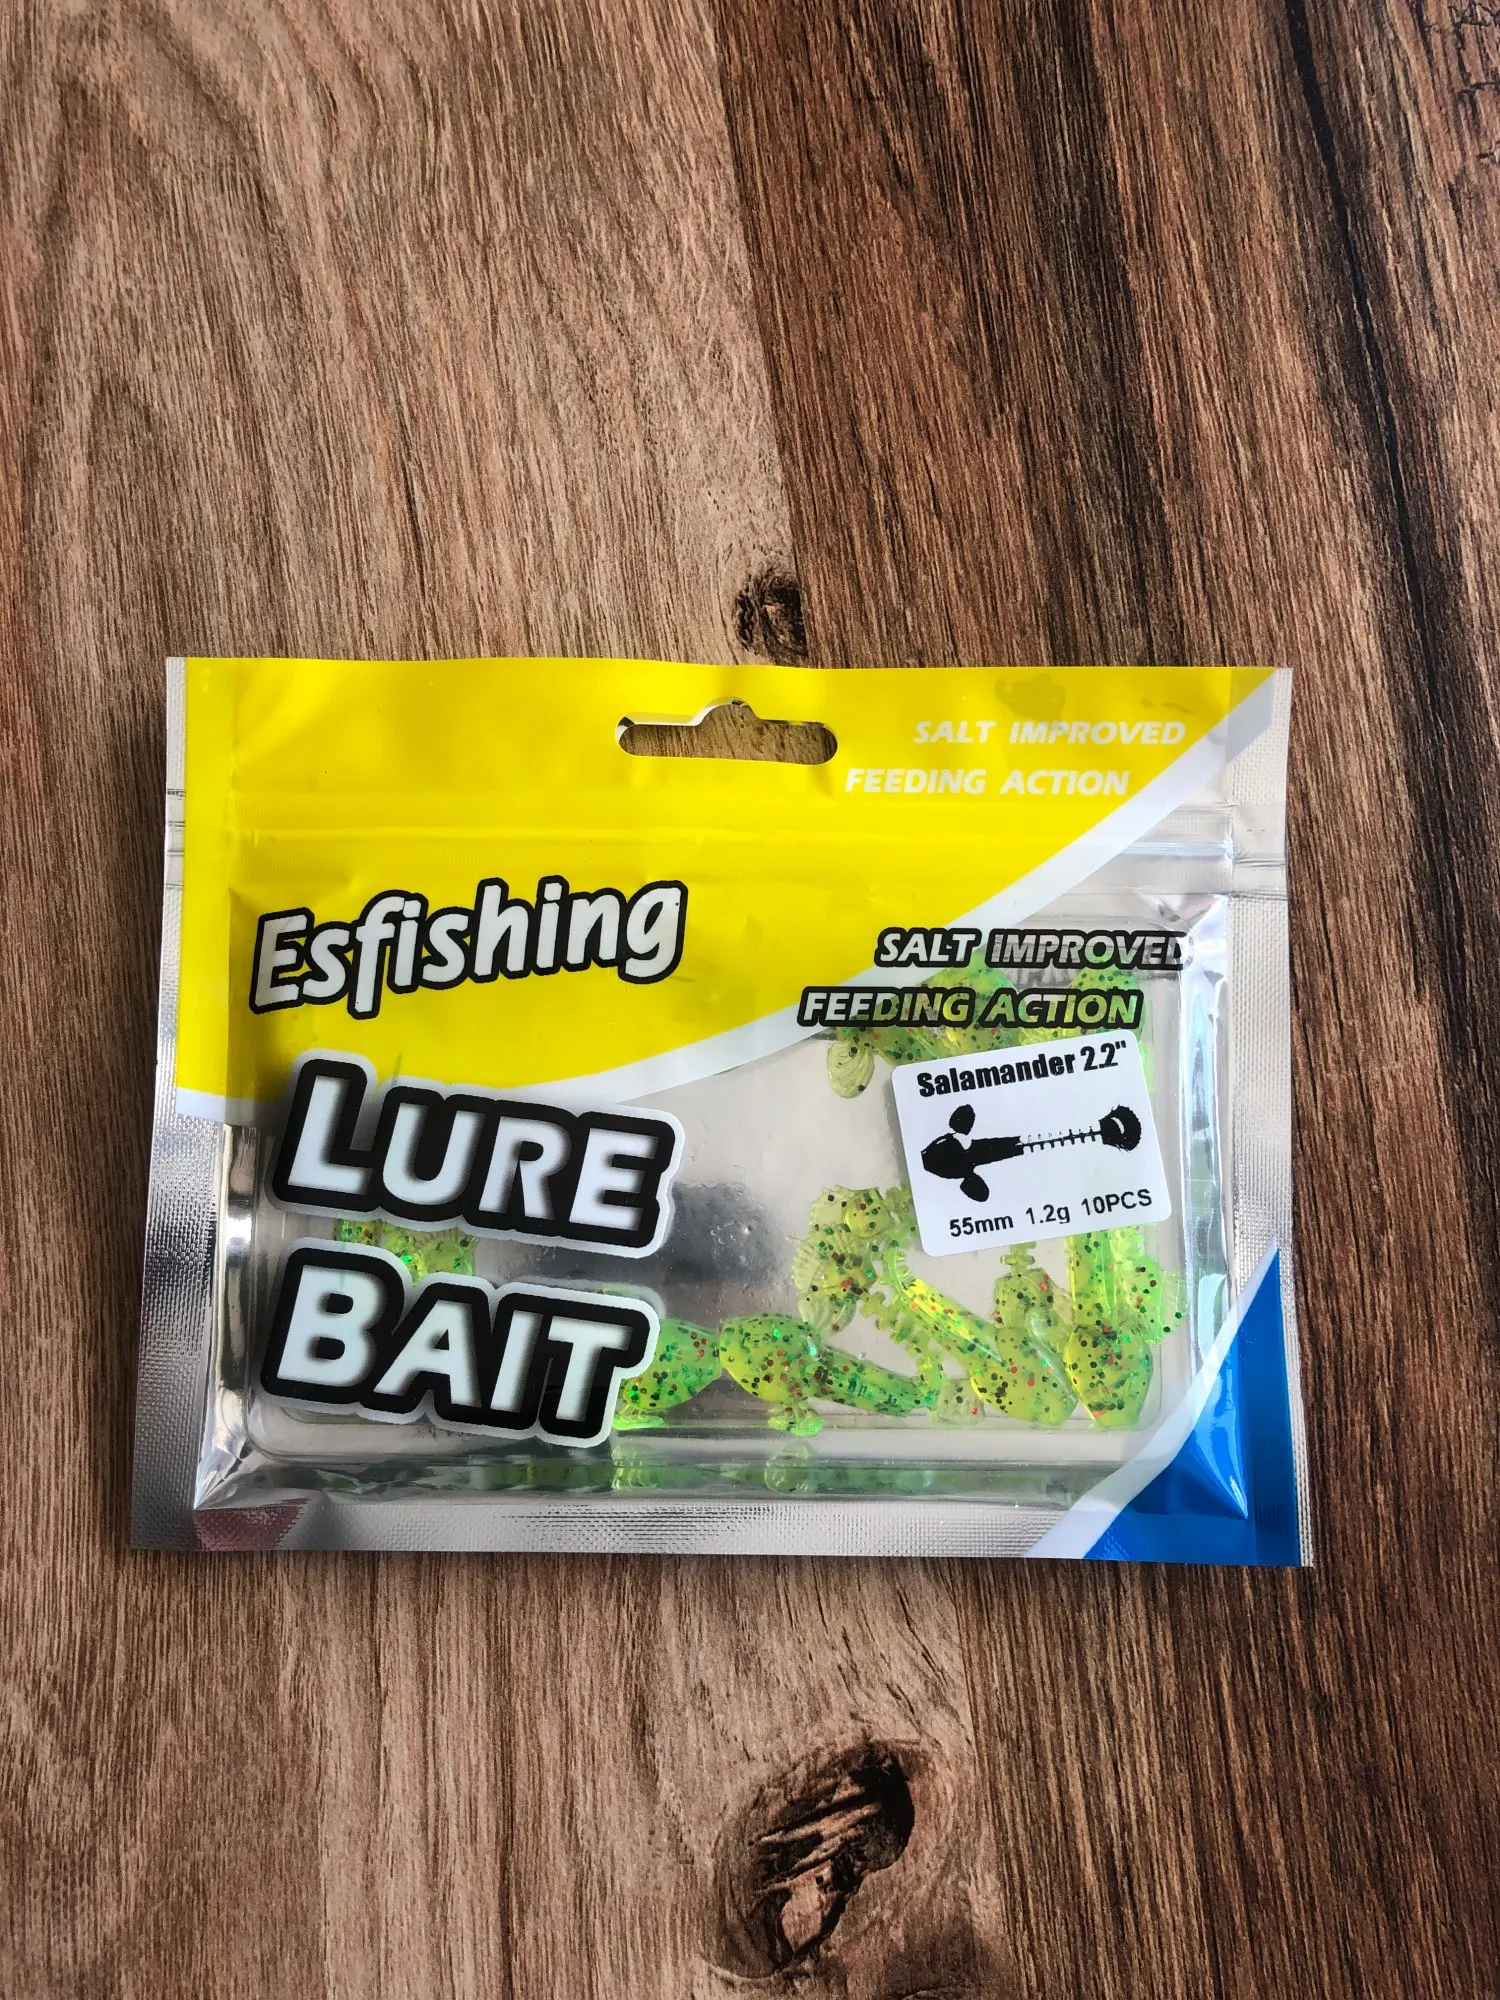 SALT IMPROVED
FEEDING ACTION
Esfishing
SALT IMPROVED
FEEDING ACTION
LURE
BAIT
Salamander 2.2"
55mm 1.2g 10PCS